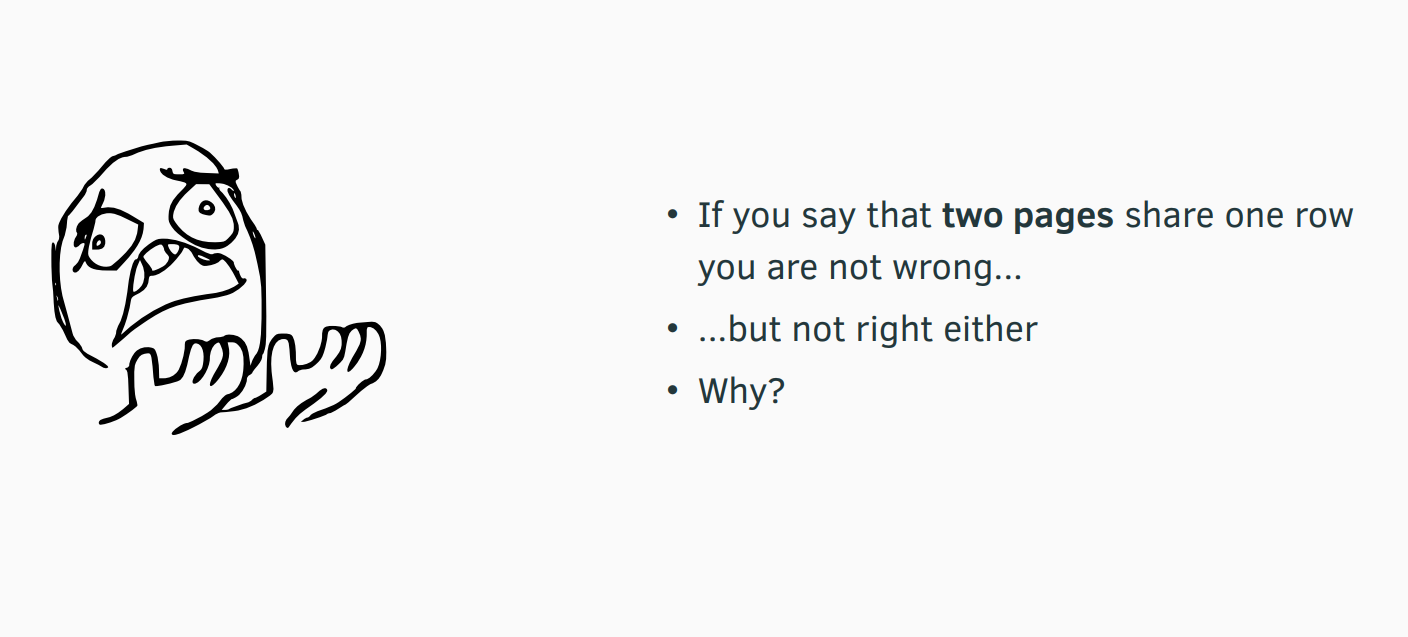 • If you say that two pages share one row
you are not wrong...
• ...but not right either
• Why?